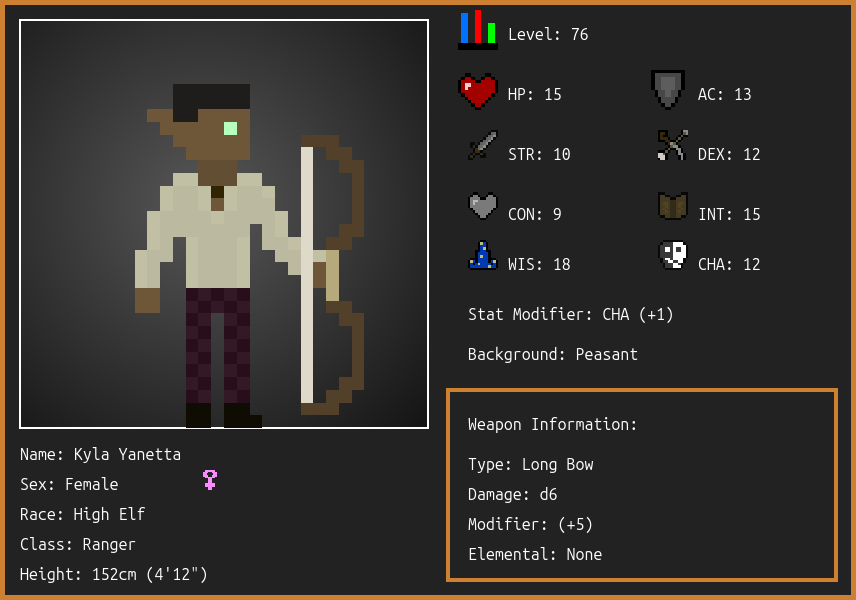 Level: 76
HP: 15
AC: 13
STR: 10
DEX: 12
CON: 9
INT: 15
WIS: 18
CHA: 12
Stat Modifier: CHA (+1)
Background: Peasant
Weapon Information:
Type: Long Bow
Damage: d6
Modifier: (+5)
Elemental: None
Name: Kyla Yanetta
Sex: Female
Race: High Elf
Class: Ranger
Height: 152cm (4'12")